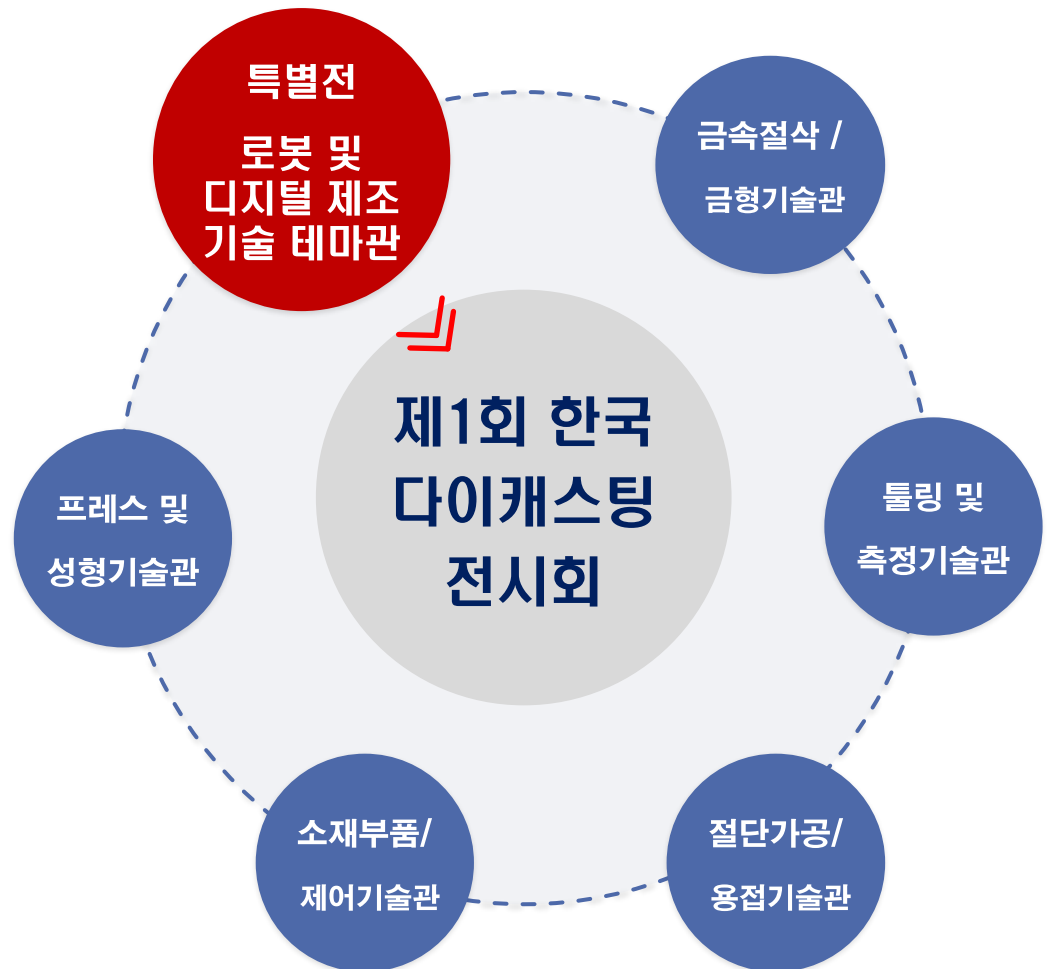 특별전
로봇 및
디지털 제조
기술 테마관
금속절삭 /
금형기술관
제1회 한국
다이캐스팅
전시회
프레스 및
성형기술관
툴링 및
측정기술관
소재부품/
제어기술관
절단가공/
용접기술관